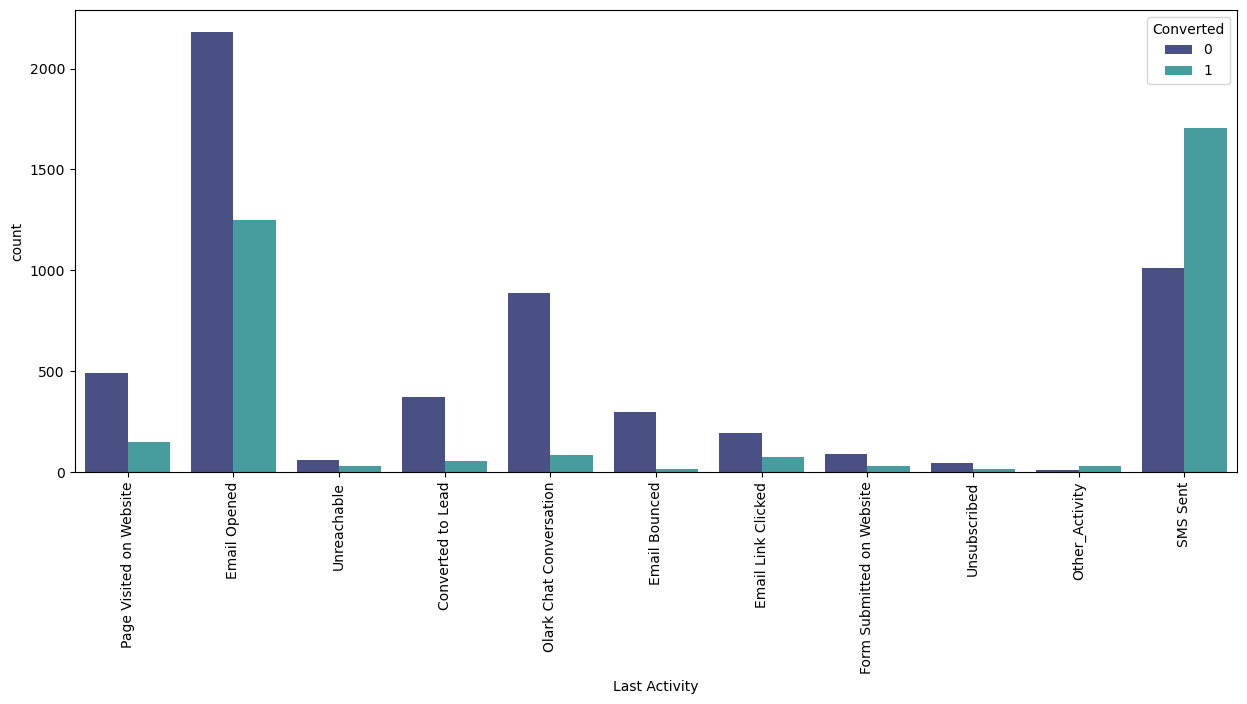 Converted
0
1
2000
1500
1000
500
0
count
Page Visited on Website
Email Opened
Unreachable
Converted to Lead
Olark Chat Conversation
Email Bounced
Email Link Clicked
Form Submitted on Website
Unsubscribed
Other_Activity
SMS Sent
Last Activity